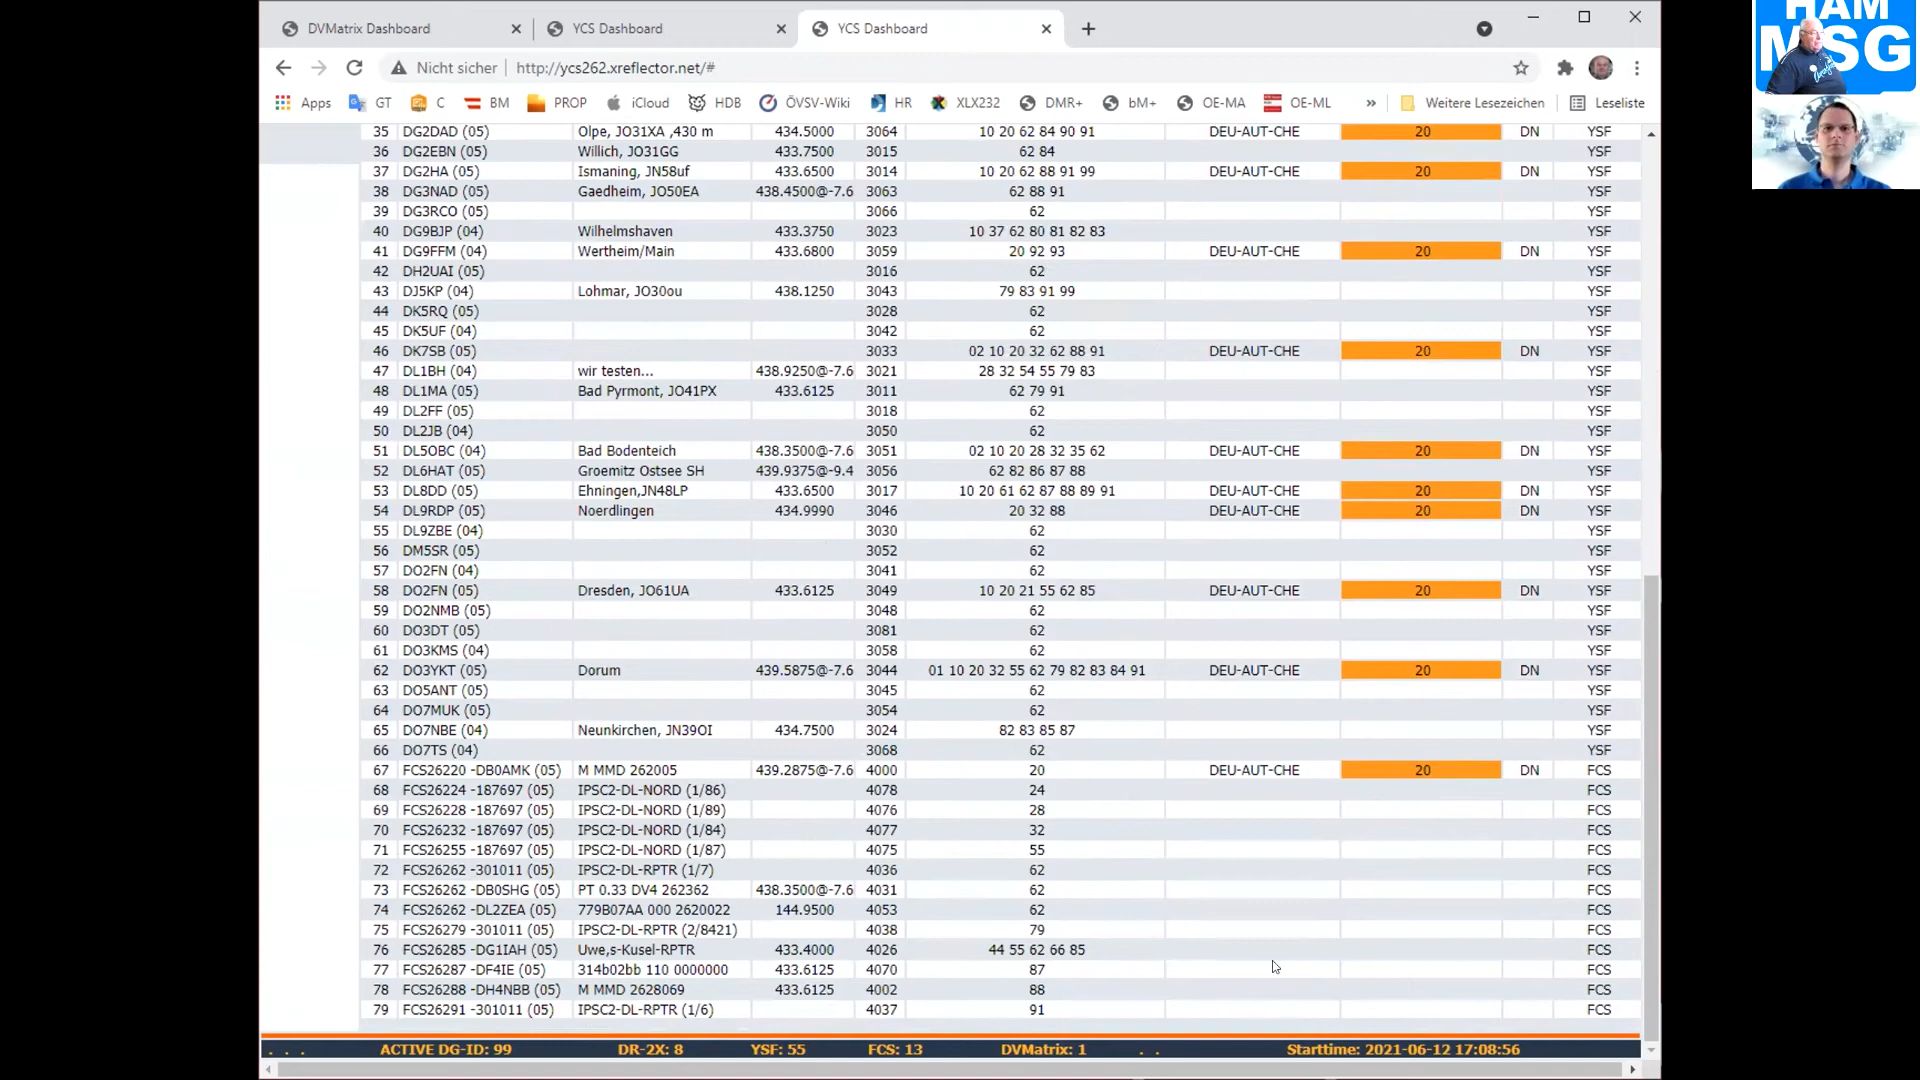 DVMatrix Dashboard
YCS Dashboard
YCS Dashboard
Nicht sicher http://ycs262.xreflector.net/#
Apps GT C BM PROP iCloud HDB ÖVSV-Wiki HR XLX232 DMR+ bM+ OE-MA OE-ML » Weitere Lesezeichen Leseliste
35 DG2DAD (05) Olpe, JO31XA ,430 m 434.5000 3064 10 20 62 84 90 91 DEU-AUT-CHE 20 DN YSF
36 DG2EBN (05) Willich, JO31GG 433.7500 3015 62 84 YSF
37 DG2HA (05) Ismaning, JN58uf 433.6500 3014 10 20 62 88 91 99 DEU-AUT-CHE 20 DN YSF
38 DG3NAD (05) Gaedheim, JO50EA 438.4500@-7.6 3063 62 88 91 YSF
39 DG3RCO (05) 3066 62 YSF
40 DG9BJP (04) Wilhelmshaven 433.3750 3023 10 37 62 80 81 82 83 YSF
41 DG9FFM (04) Wertheim/Main 433.6800 3059 20 92 93 DEU-AUT-CHE 20 DN YSF
42 DH2UAI (05) 3016 62 YSF
43 DJ5KP (04) Lohmar, JO30ou 438.1250 3043 79 83 91 99 YSF
44 DK5RQ (05) 3028 62 YSF
45 DK5UF (04) 3042 62 YSF
46 DK7SB (05) 3033 02 10 20 32 62 88 91 DEU-AUT-CHE 20 DN YSF
47 DL1BH (04) wir testen... 438.9250@-7.6 3021 28 32 54 55 79 83 YSF
48 DL1MA (05) Bad Pyrmont, JO41PX 433.6125 3011 62 79 91 YSF
49 DL2FF (05) 3018 62 YSF
50 DL2JB (04) 3050 62 YSF
51 DL5OBC (04) Bad Bodenteich 438.3500@-7.6 3051 02 10 20 28 32 35 62 DEU-AUT-CHE 20 DN YSF
52 DL6HAT (05) Groemitz Ostsee SH 439.9375@-9.4 3056 62 82 86 87 88 YSF
53 DL8DD (05) Ehningen,JN48LP 433.6500 3017 10 20 61 62 87 88 89 91 DEU-AUT-CHE 20 DN YSF
54 DL9RDP (05) Noerdlingen 434.9990 3046 20 32 88 DEU-AUT-CHE 20 DN YSF
55 DL9ZBE (04) 3030 62 YSF
56 DM5SR (05) 3052 62 YSF
57 DO2FN (04) 3041 62 YSF
58 DO2FN (05) Dresden, JO61UA 433.6125 3049 10 20 21 55 62 85 DEU-AUT-CHE 20 DN YSF
59 DO2NMB (05) 3048 62 YSF
60 DO3DT (05) 3081 62 YSF
61 DO3KMS (04) 3058 62 YSF
62 DO3YKT (05) Dorum 439.5875@-7.6 3044 01 10 20 32 55 62 79 82 83 84 91 DEU-AUT-CHE 20 DN YSF
63 DO5ANT (05) 3045 62 YSF
64 DO7MUK (05) 3054 62 YSF
65 DO7NBE (04) Neunkirchen, JN39OI 434.7500 3024 82 83 85 87 YSF
66 DO7TS (04) 3068 62 YSF
67 FCS26220 -DB0AMK (05) M MMD 262005 439.2875@-7.6 4000 20 DEU-AUT-CHE 20 DN FCS
68 FCS26224 -187697 (05) IPSC2-DL-NORD (1/86) 4078 24 FCS
69 FCS26228 -187697 (05) IPSC2-DL-NORD (1/89) 4076 28 FCS
70 FCS26232 -187697 (05) IPSC2-DL-NORD (1/84) 4077 32 FCS
71 FCS26255 -187697 (05) IPSC2-DL-NORD (1/87) 4075 55 FCS
72 FCS26262 -301011 (05) IPSC2-DL-RPTR (1/7) 4036 62 FCS
73 FCS26262 -DB0SHG (05) PT 0.33 DV4 262362 438.3500@-7.6 4031 62 FCS
74 FCS26262 -DL2ZEA (05) 779B07AA 000 2620022 144.9500 4053 62 FCS
75 FCS26279 -301011 (05) IPSC2-DL-RPTR (2/8421) 4038 79 FCS
76 FCS26285 -DG1IAH (05) Uwe,s-Kusel-RPTR 433.4000 4026 44 55 62 66 85 FCS
77 FCS26287 -DF4IE (05) 314b02bb 110 0000000 433.6125 4070 87 FCS
78 FCS26288 -DH4NBB (05) M MMD 2628069 433.6125 4002 88 FCS
79 FCS26291 -301011 (05) IPSC2-DL-RPTR (1/6) 4037 91 FCS
. . . ACTIVE DG-ID: 99 DR-2X: 8 YSF: 55 FCS: 13 DVMatrix: 1 . . Starttime: 2021-06-12 17:08:56
HAM
MSG